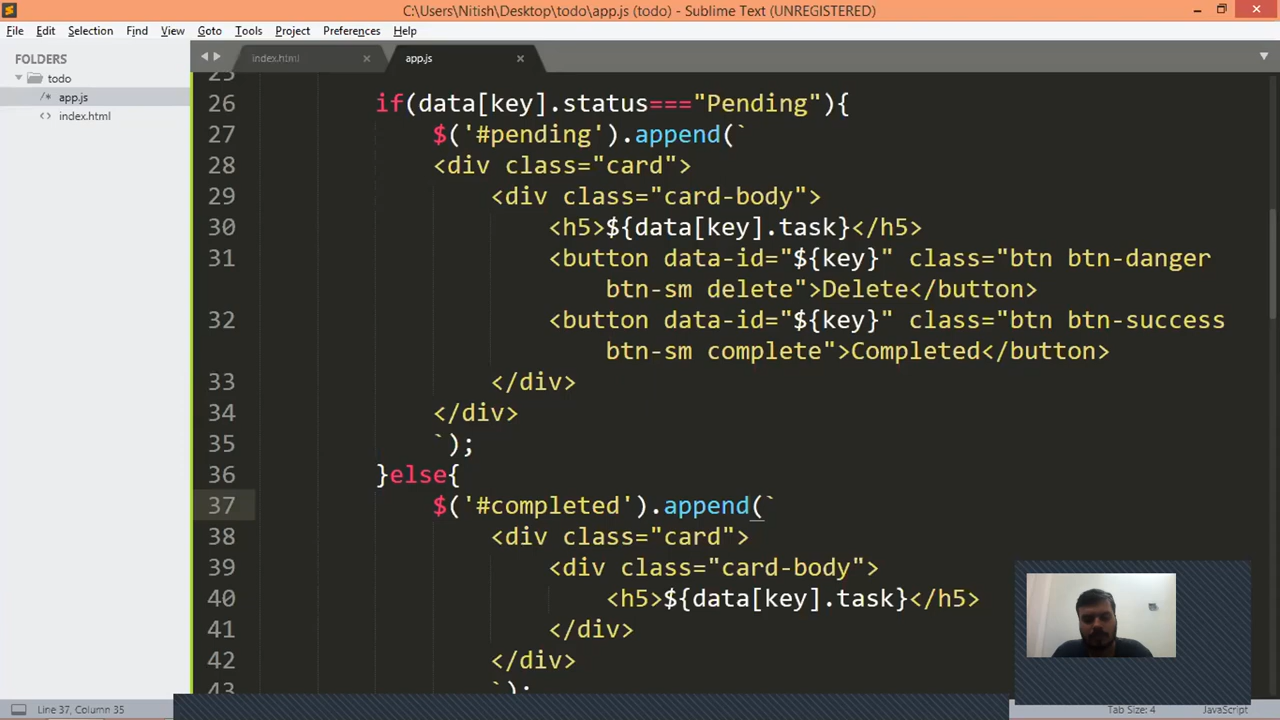 C:\Users\Nitish\Desktop\todo\app.js (todo) - Sublime Text (UNREGISTERED)
File Edit Selection Find View Goto Tools Project Preferences Help
FOLDERS
todo
app.js
index.html
index.html
app.js
25
26 if(data[key].status==="Pending"){
27 $('#pending').append(`
28 <div class="card">
29 <div class="card-body">
30 <h5>${data[key].task}</h5>
31 <button data-id="${key}" class="btn btn-danger
btn-sm delete">Delete</button>
32 <button data-id="${key}" class="btn btn-success
btn-sm complete">Completed</button>
33 </div>
34 </div>
35 `);
36 }else{
37 $('#completed').append(`
38 <div class="card">
39 <div class="card-body">
40 <h5>${data[key].task}</h5>
41 </div>
42 </div>
43 `);
Line 37, Column 35
Tab Size: 4
JavaScript